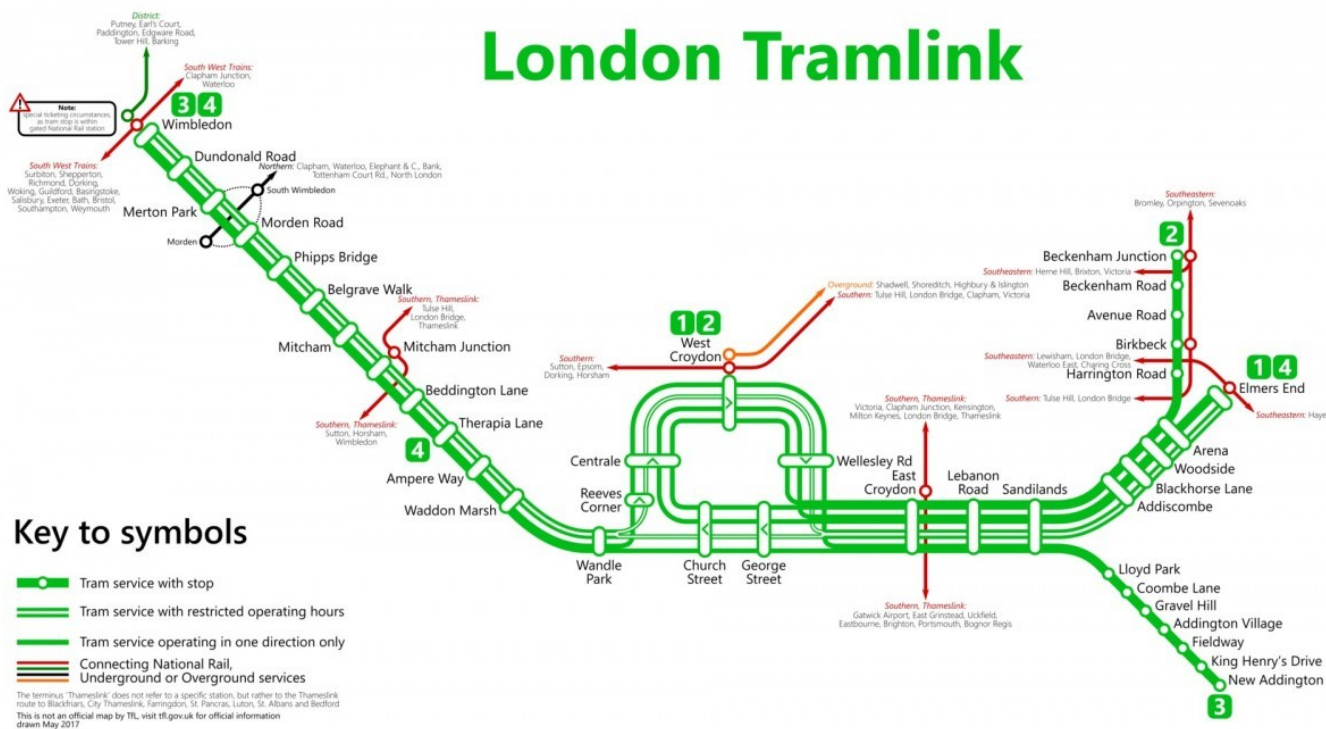 London Tramlink
District:
Putney, Earl's Court,
Paddington, Edgware Road,
Tower Hill, Barking
South West Trains:
Clapham Junction,
Waterloo
Note:
Special ticketing circumstances,
as tram stop is within
gated National Rail station
3 4
Wimbledon
South West Trains:
Surbiton, Shepperton,
Richmond, Dorking,
Woking, Guildford, Basingstoke,
Salisbury, Exeter, Bath, Bristol,
Southampton, Weymouth
Dundonald Road
Northern: Clapham, Waterloo, Elephant & C., Bank,
Tottenham Court Rd., North London
South Wimbledon
Merton Park
Morden Road
Morden
Phipps Bridge
Belgrave Walk
Southern, Thameslink:
Tulse Hill,
London Bridge,
Thameslink
Mitcham
Mitcham Junction
Beddington Lane
Southern, Thameslink:
Sutton, Horsham,
Wimbledon
Therapia Lane
4
Ampere Way
Waddon Marsh
Wandle
Park
Reeves
Corner
Centrale
1 2
West
Croydon
Overground: Shadwell, Shoreditch, Highbury & Islington
Southern: Tulse Hill, London Bridge, Clapham, Victoria
Southern:
Sutton, Epsom,
Dorking, Horsham
Wellesley Rd
Church
Street
George
Street
Southern, Thameslink:
Victoria, Clapham Junction, Kensington,
Milton Keynes, London Bridge, Thameslink
East
Croydon
Southern, Thameslink:
Gatwick Airport, East Grinstead, Uckfield,
Eastbourne, Brighton, Portsmouth, Bognor Regis
Lebanon
Road
Sandilands
Southeastern:
Bromley, Orpington, Sevenoaks
2
Beckenham Junction
Southeastern: Herne Hill, Brixton, Victoria
Beckenham Road
Avenue Road
Birkbeck
Southeastern: Lewisham, London Bridge,
Waterloo East, Charing Cross
Harrington Road
Southern: Tulse Hill, London Bridge
1 4
Elmers End
Southeastern: Haye
Arena
Woodside
Blackhorse Lane
Addiscombe
Lloyd Park
Coombe Lane
Gravel Hill
Addington Village
Fieldway
King Henry's Drive
New Addington
3
Key to symbols
Tram service with stop
Tram service with restricted operating hours
Tram service operating in one direction only
Connecting National Rail,
Underground or Overground services
The terminus 'Thameslink' does not refer to a specific station, but rather to the Thameslink
route to Blackfriars, City Thameslink, Farringdon, St. Pancras, Luton, St. Albans and Bedford
This is not an official map by TfL, visit tfl.gov.uk for official information
drawn May 2017